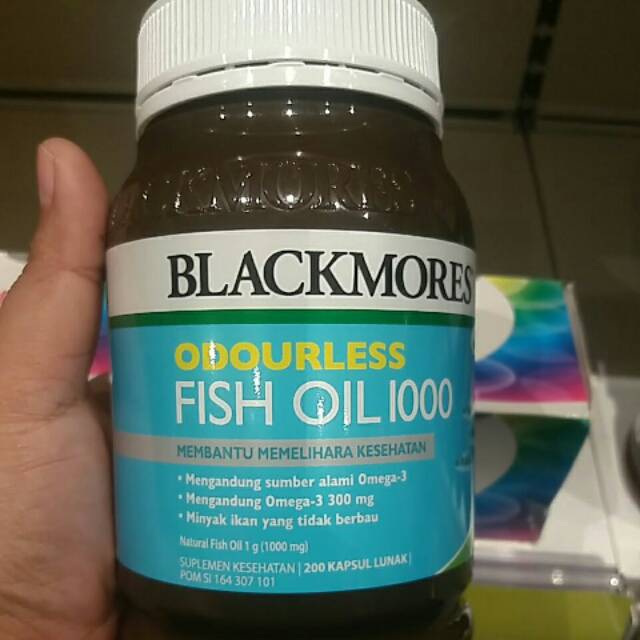 BLACKMORES
ODOURLESS
FISH OIL 1000
MEMBANTU MEMELIHARA KESEHATAN
• Mengandung sumber alami Omega-3
• Mengandung Omega-3 300 mg
• Minyak ikan yang tidak berbau
Natural Fish Oil 1 g (1000 mg)
SUPLEMEN KESEHATAN | 200 KAPSUL LUNAK |
POM SI 164 307 101